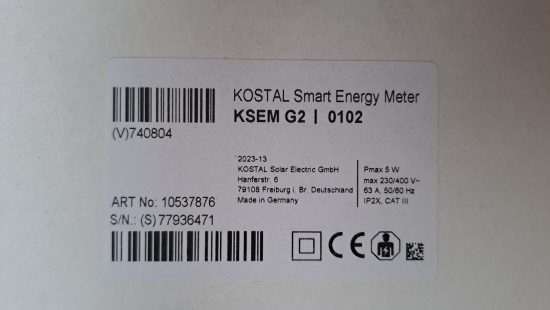 KOSTAL Smart Energy Meter
KSEM G2 | 0102
(V)740804
2023-13
KOSTAL Solar Electric GmbH
Hanferstr. 6
79108 Freiburg i. Br. Deutschland
Made in Germany
Pmax 5 W
max 230/400 V~
63 A, 50/60 Hz
IP2X, CAT III
ART No: 10537876
S/N.: (S)77936471
CE